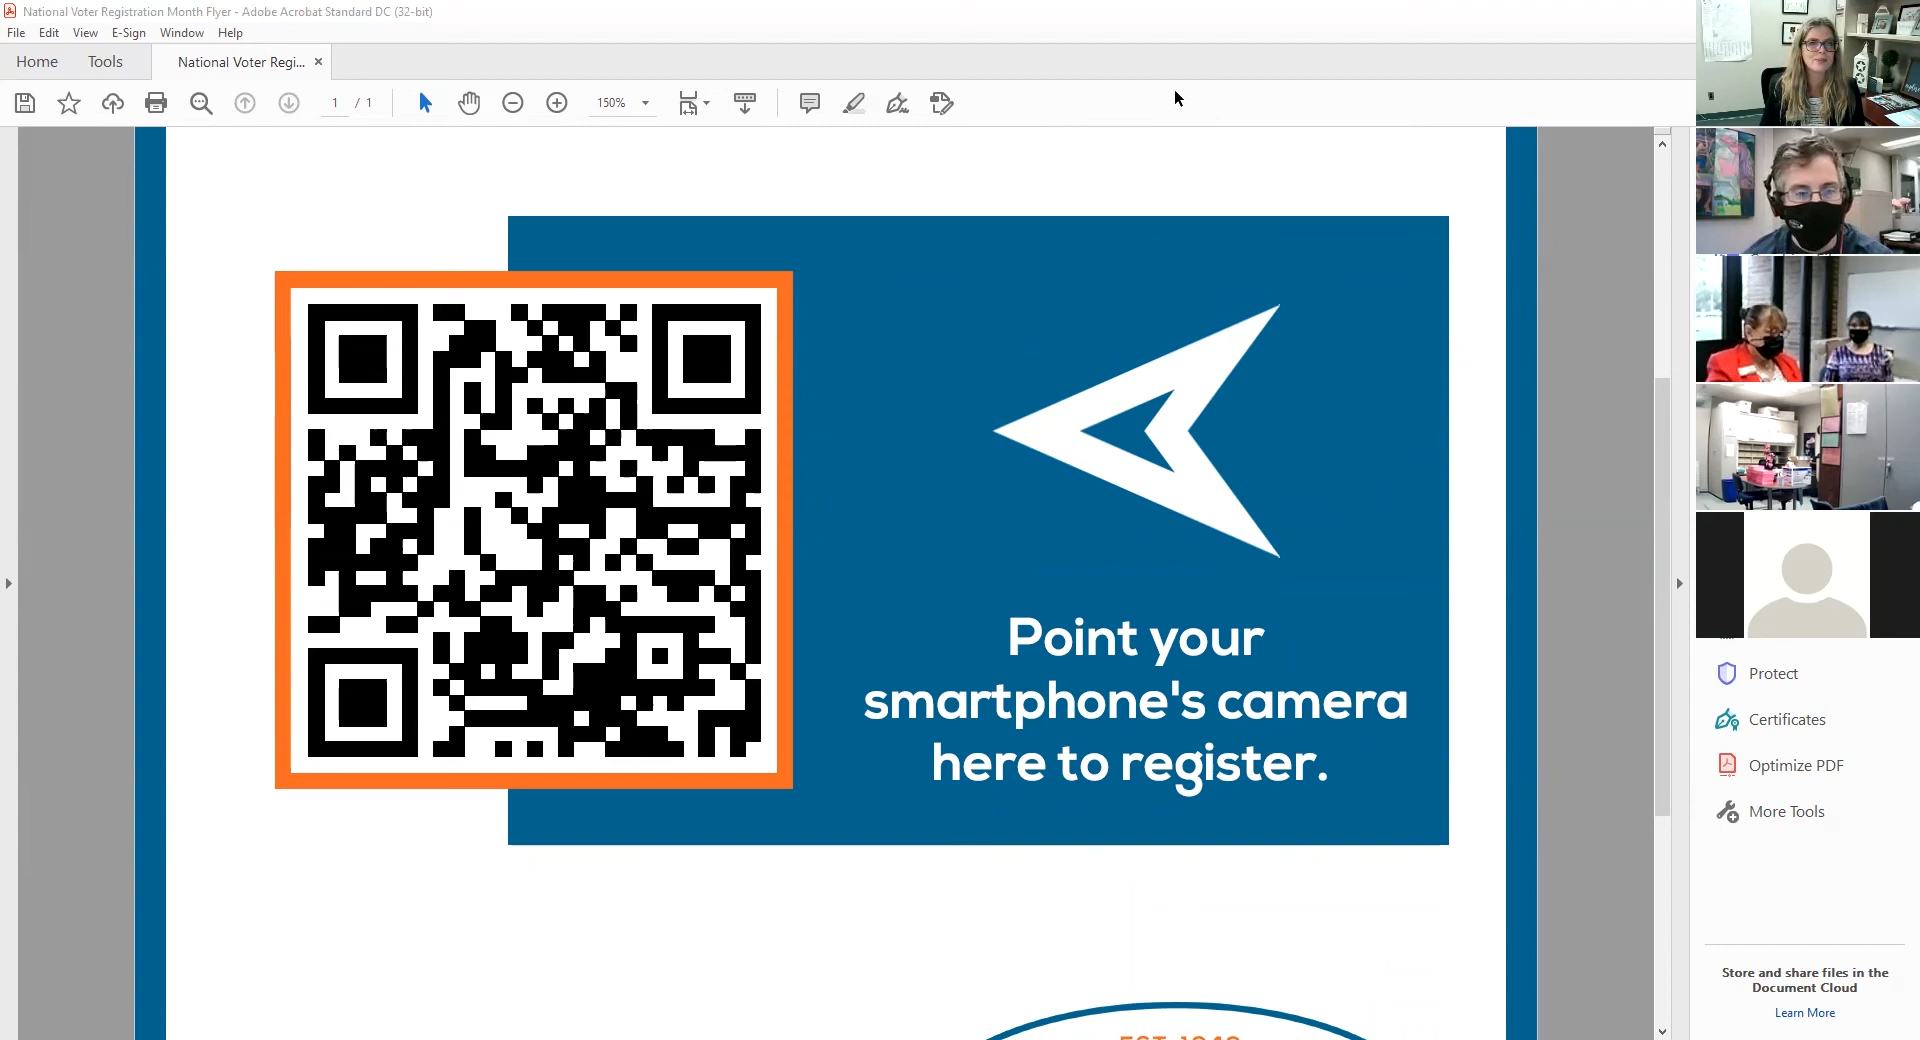 National Voter Registration Month Flyer - Adobe Acrobat Standard DC (32-bit)
File Edit View E-Sign Window Help
Home Tools National Voter Regi... ×
1 / 1 150%
Point your
smartphone's camera
here to register.
Protect
Certificates
Optimize PDF
More Tools
Store and share files in the
Document Cloud
Learn More